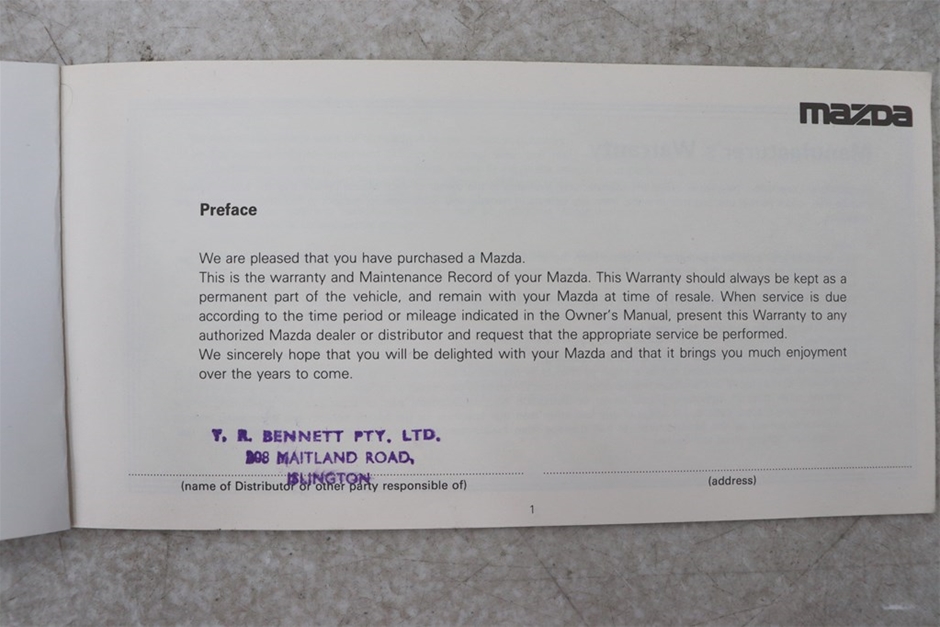 mazDa
Preface
We are pleased that you have purchased a Mazda.
This is the warranty and Maintenance Record of your Mazda. This Warranty should always be kept as a
permanent part of the vehicle, and remain with your Mazda at time of resale. When service is due
according to the time period or mileage indicated in the Owner's Manual, present this Warranty to any
authorized Mazda dealer or distributor and request that the appropriate service be performed.
We sincerely hope that you will be delighted with your Mazda and that it brings you much enjoyment
over the years to come.
R. BENNETT PTY. LTD.
MAITLAND ROAD,
ISLINGTON
(name of Distributor or other party responsible of)
(address)
1